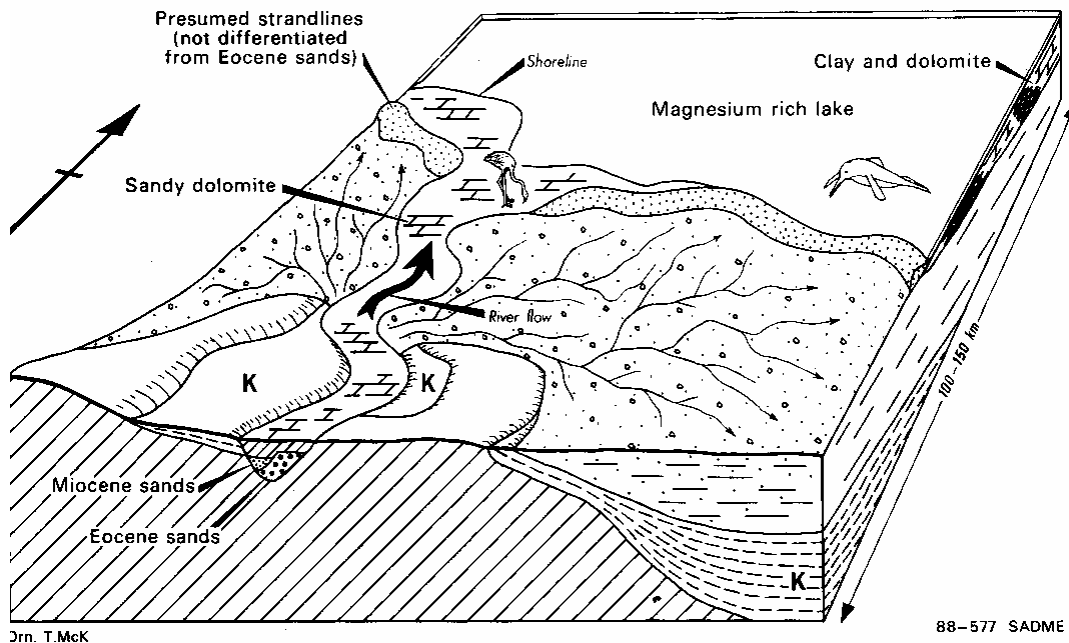 Presumed strandlines
(not differentiated
from Eocene sands)
Shoreline
Clay and dolomite
Magnesium rich lake
Sandy dolomite
River flow
K
K
100–150 km
Miocene sands
Eocene sands
K
Drn. T.McK
88–577 SADME